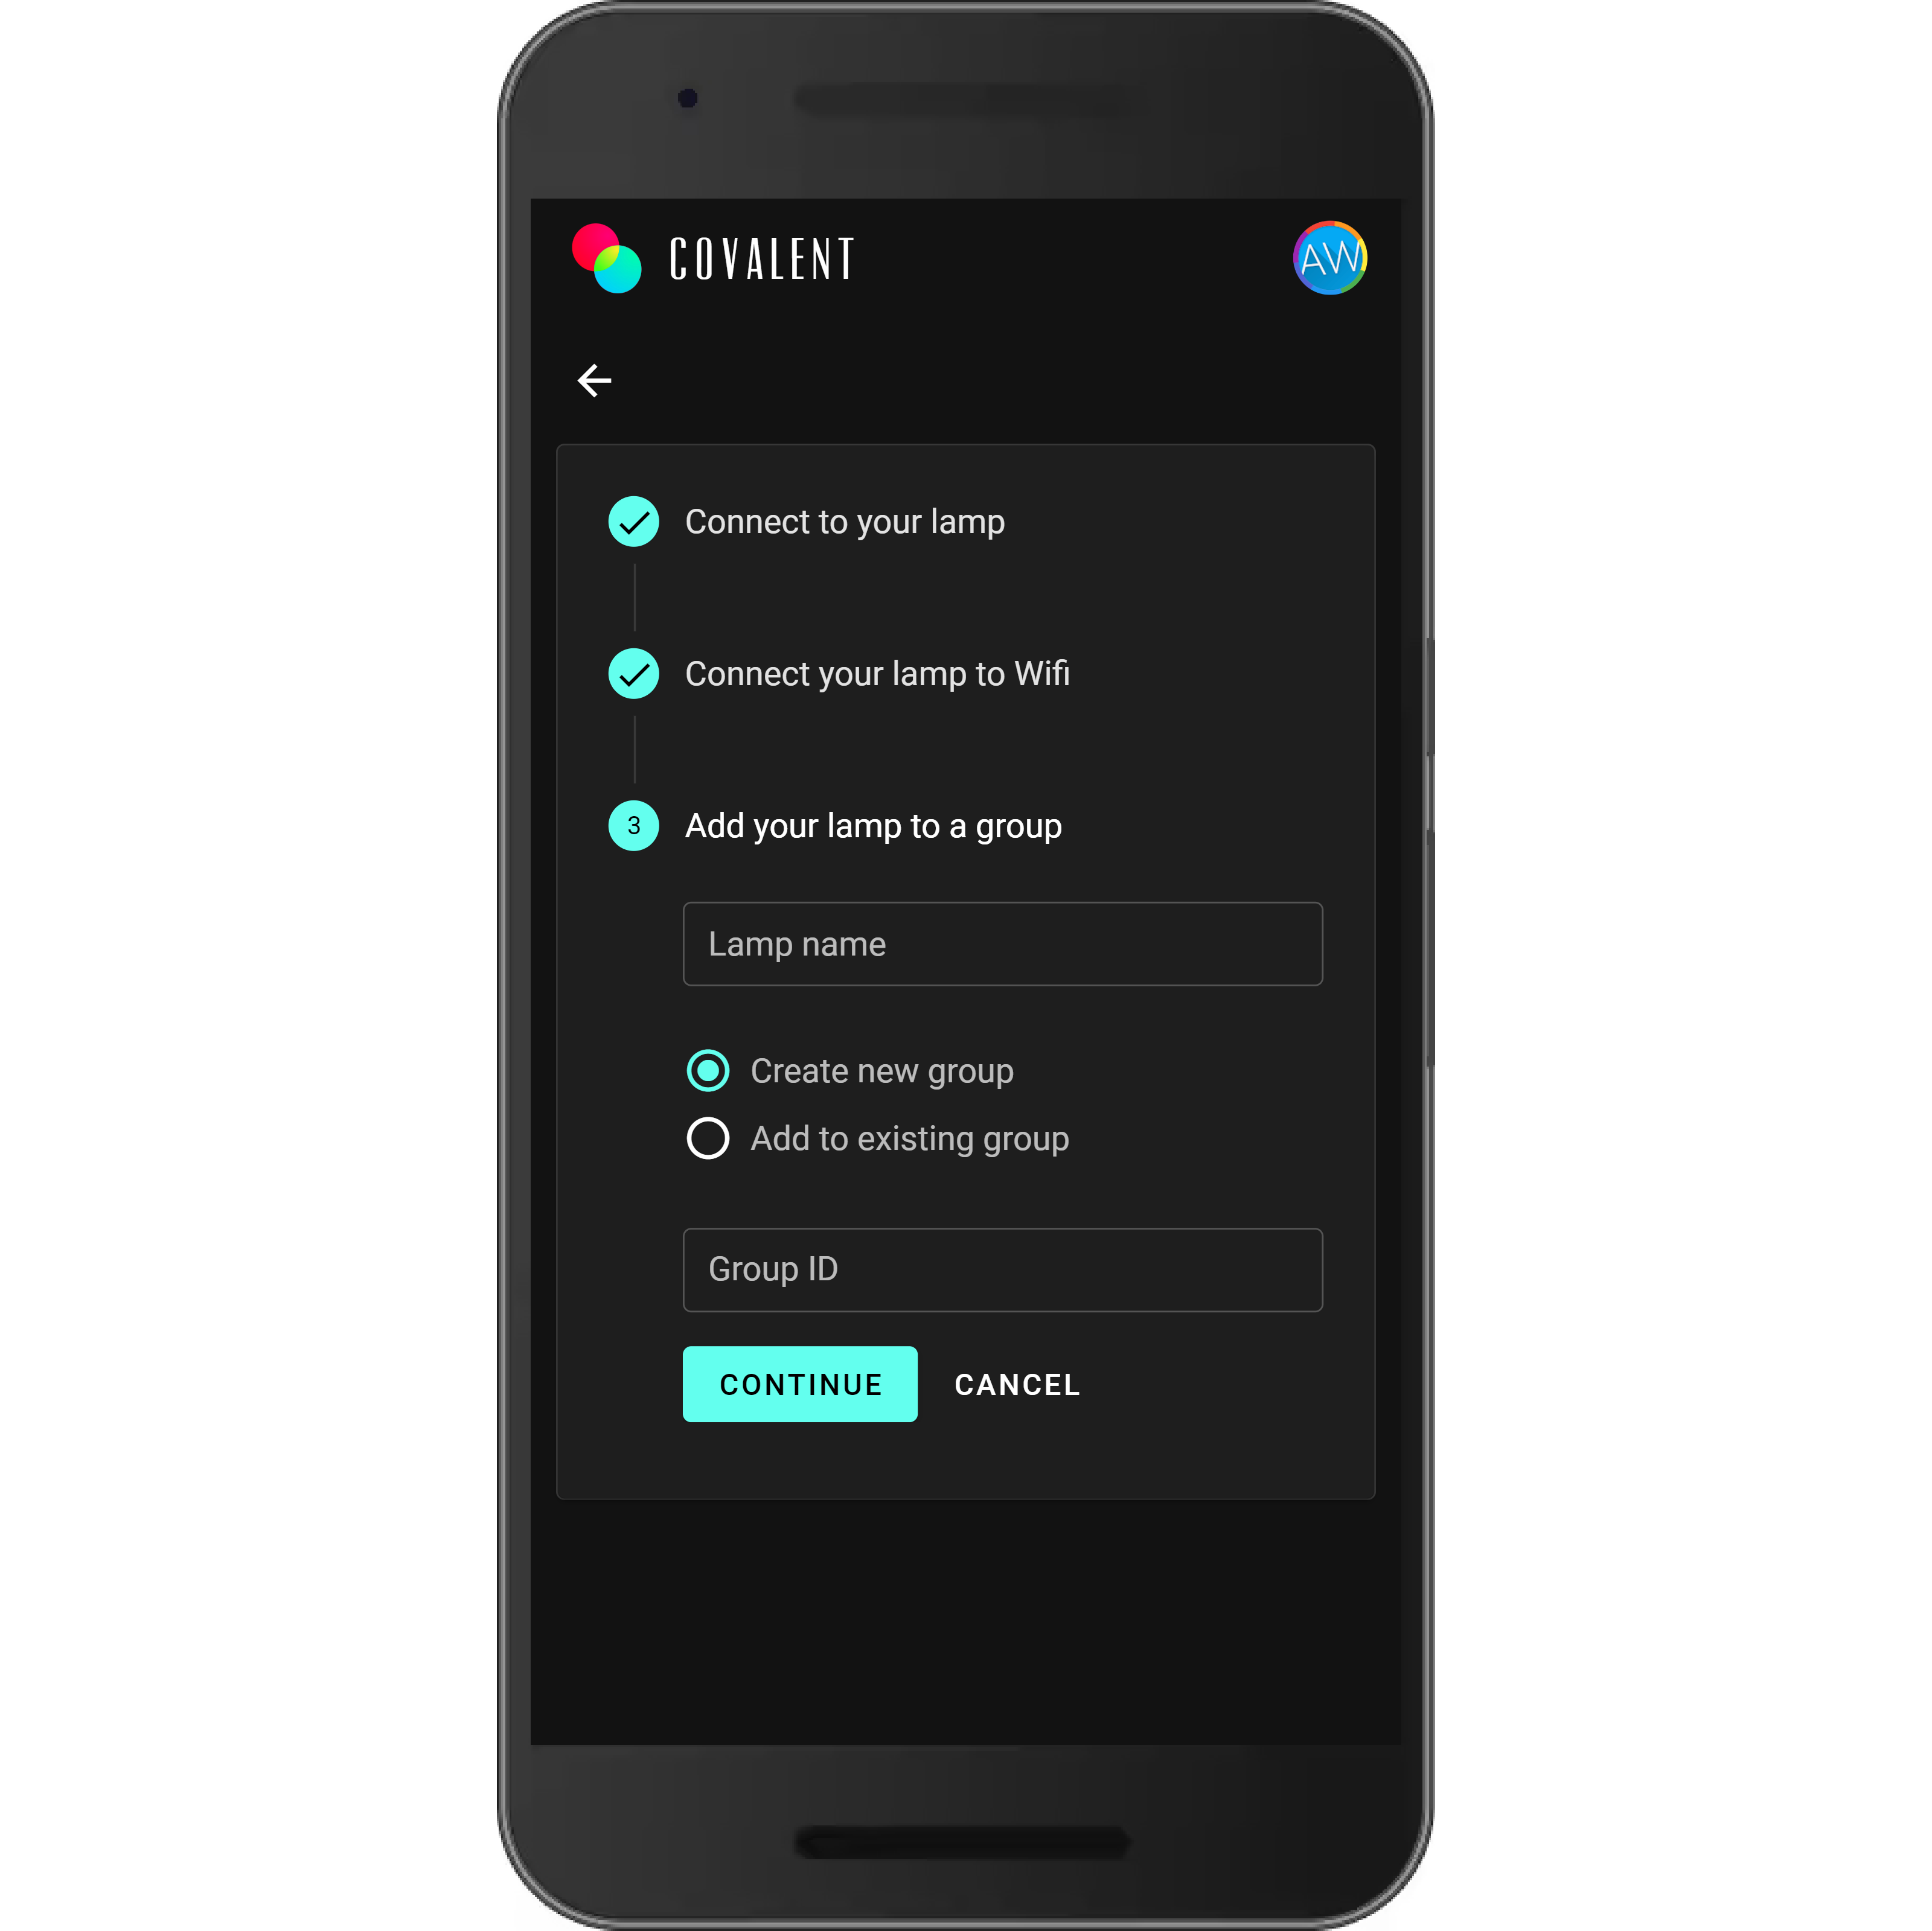 COVALENT
AW
Connect to your lamp
Connect your lamp to Wifi
3 Add your lamp to a group
Lamp name
Create new group
Add to existing group
Group ID
CONTINUE CANCEL